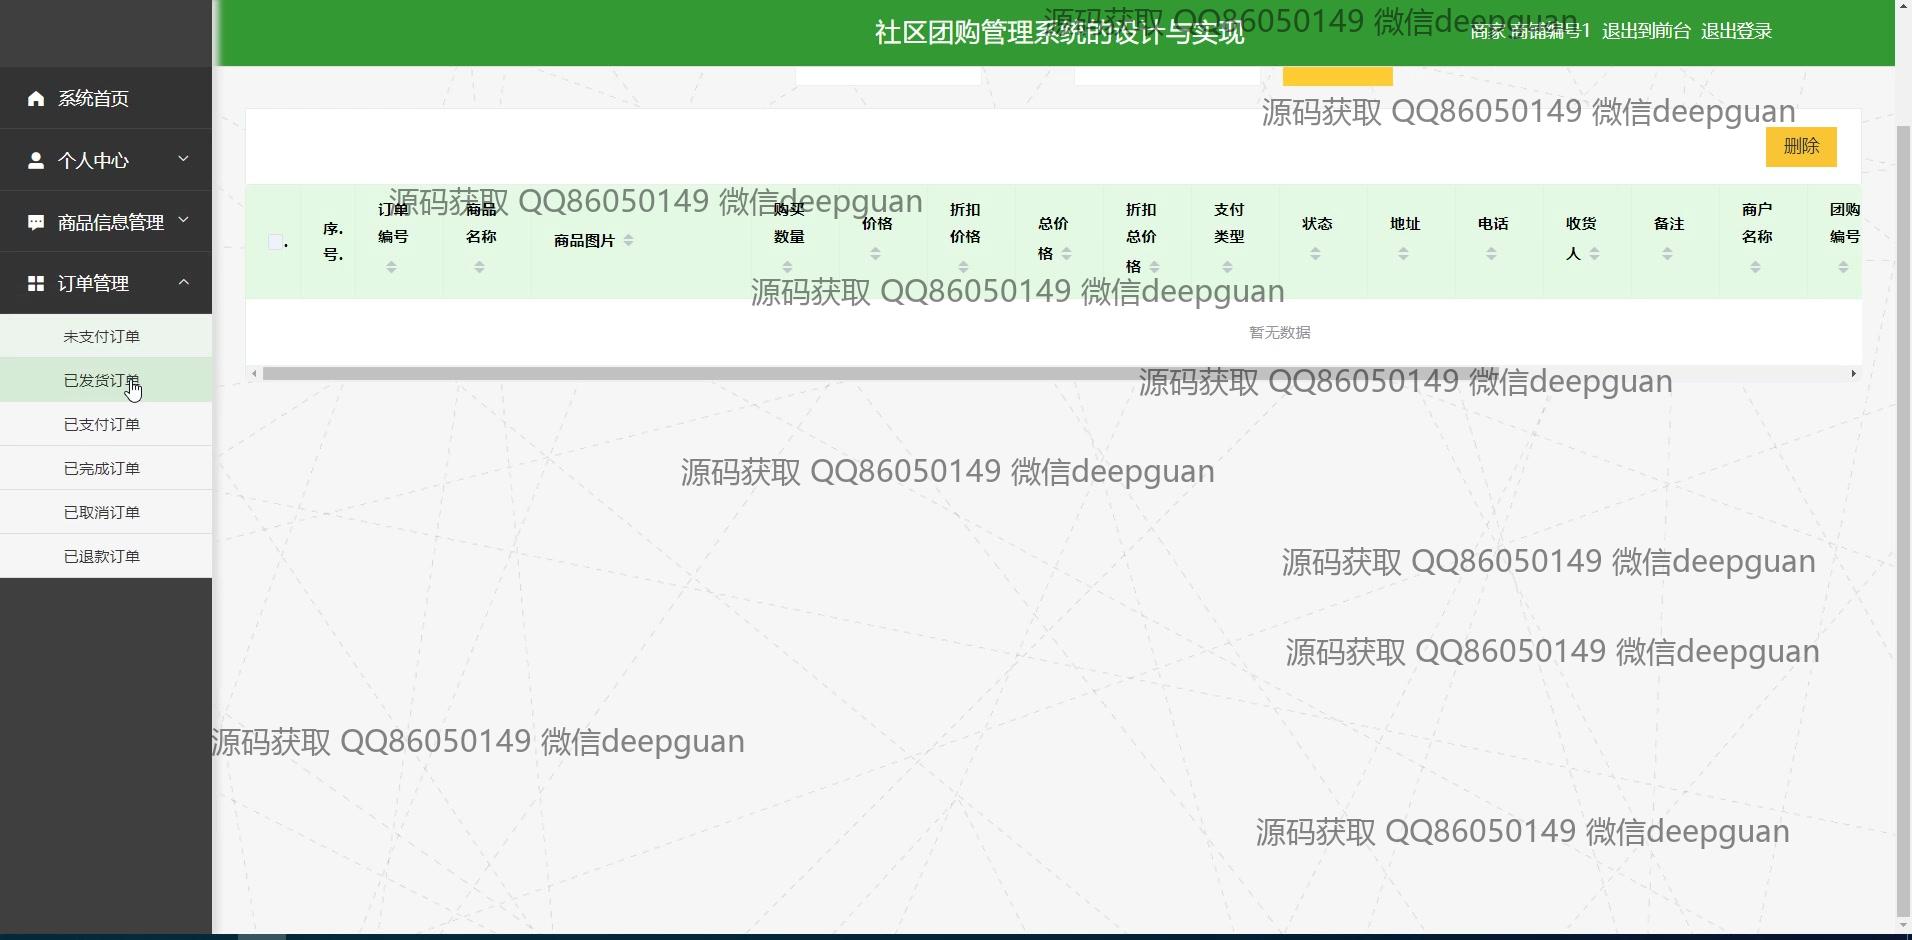 社区团购管理系统的设计与实现
商家 商铺编号1 退出到前台 退出登录
源码获取 QQ86050149 微信deepguan
系统首页
个人中心
商品信息管理
订单管理
未支付订单
已发货订单
已支付订单
已完成订单
已取消订单
已退款订单
源码获取 QQ86050149 微信deepguan
删除
源码获取 QQ86050149 微信deepguan
. 序. 号.
订单编号
商品名称
商品图片
购买数量
价格
折扣价格
总价格
折扣总价格
支付类型
状态
地址
电话
收货人
备注
商户名称
团购编号
源码获取 QQ86050149 微信deepguan
暂无数据
源码获取 QQ86050149 微信deepguan
源码获取 QQ86050149 微信deepguan
源码获取 QQ86050149 微信deepguan
源码获取 QQ86050149 微信deepguan
源码获取 QQ86050149 微信deepguan
源码获取 QQ86050149 微信deepguan